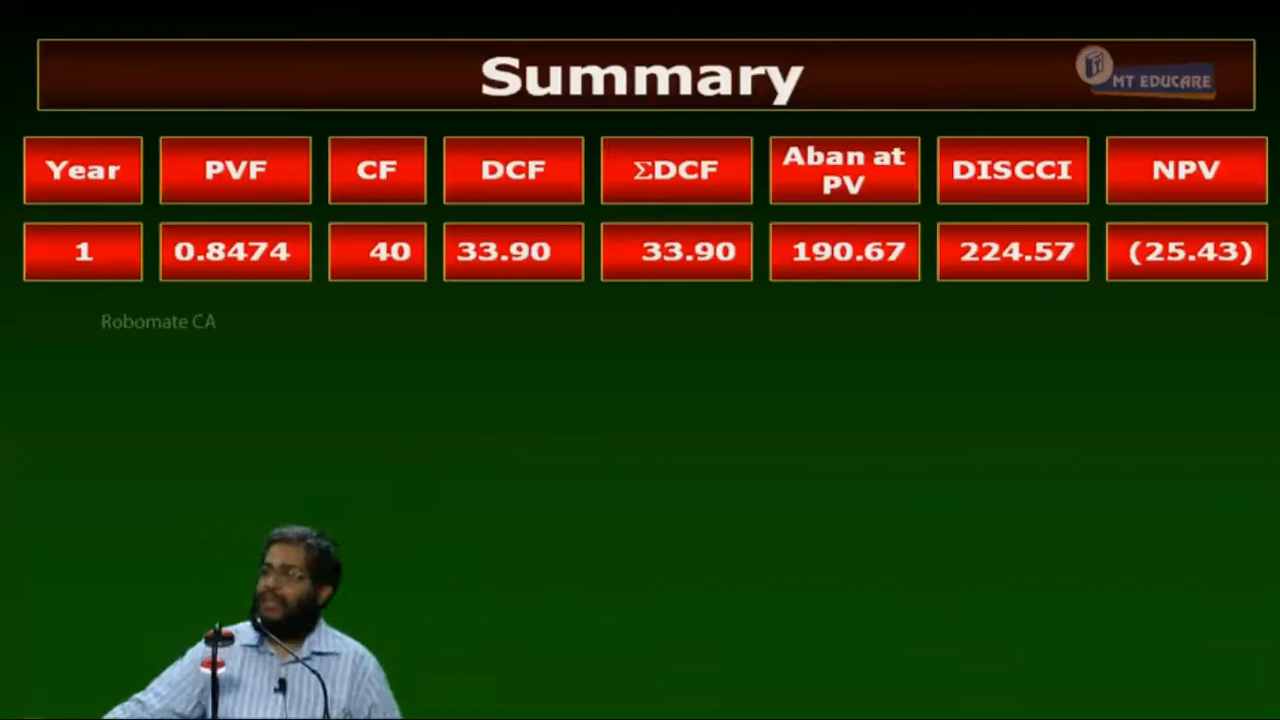 Summary
MT EDUCARE
Year PVF CF DCF ΣDCF Aban at PV DISCCI NPV
1 0.8474 40 33.90 33.90 190.67 224.57 (25.43)
Robomate CA